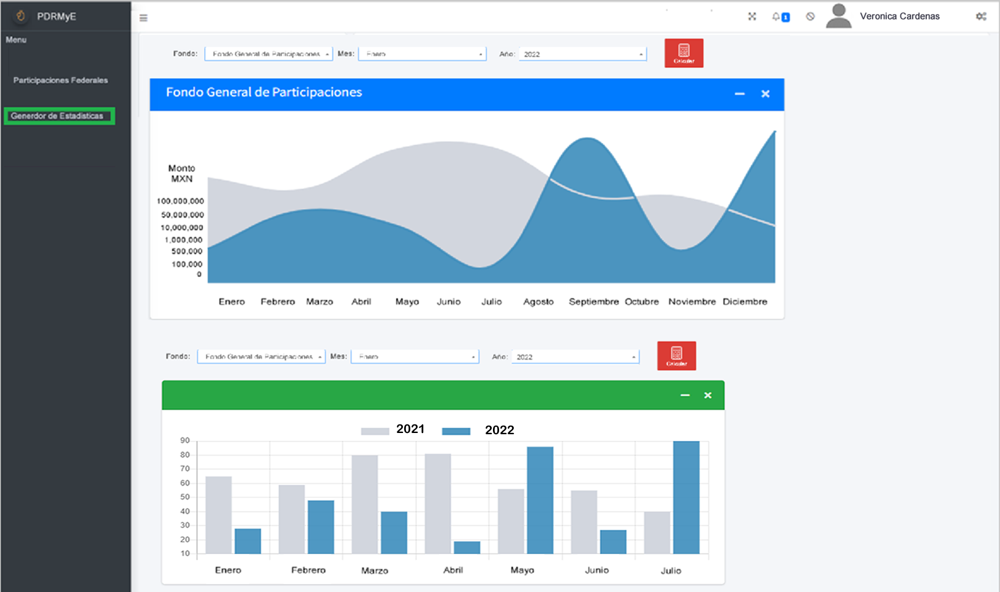 PDRMyE
Menu
Participaciones Federales
Generdor de Estadísticas
1
Veronica Cardenas
Fondo: Fondo General de Participaciones Mes: Enero Año: 2022
Calcular
Fondo General de Participaciones
Monto
MXN
100,000,000
50,000,000
10,000,000
1,000,000
500,000
100,000
0
Enero Febrero Marzo Abril Mayo Junio Julio Agosto Septiembre Octubre Noviembre Diciembre
Fondo: Fondo General de Participaciones Mes: Enero Año: 2022
Calcular
2021 2022
90
80
70
60
50
40
30
20
10
Enero Febrero Marzo Abril Mayo Junio Julio